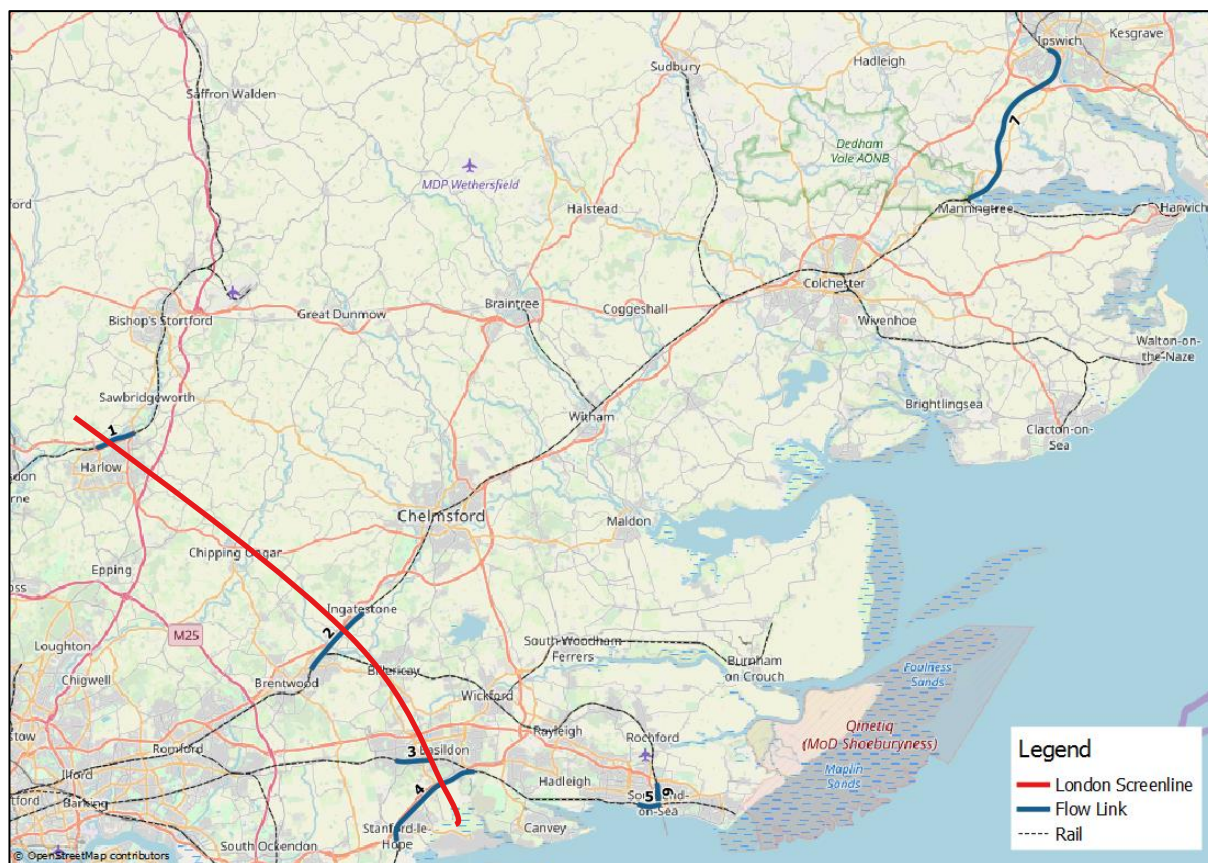 Ipswich
Kesgrave
Sudbury
Hadleigh
Saffron Walden
Dedham
Vale AONB
MDP Wethersfield
7
Halstead
Manningtree
Harwich
Colchester
Braintree
Coggeshall
Bishop's Stortford
Great Dunmow
Wivenhoe
Walton-on-
the-Naze
Sawbridgeworth
Brightlingsea
Witham
Clacton-on-
Sea
1
Harlow
Chelmsford
Maldon
Chipping Ongar
Epping
Ingatestone
M25
2
Loughton
South Woodham
Ferrers
Burnham
on Crouch
Foulness
Sands
Billericay
Chigwell
Brentwood
Wickford
Rayleigh
Rochford
Qinetiq
(MoD Shoeburyness)
Romford
3
Basildon
Maplin
Sands
Ilford
Hadleigh
4
5
6
Southend-
on-Sea
Barking
Stanford-le-
Hope
Canvey
South Ockendon
Legend
London Screenline
Flow Link
Rail
© OpenStreetMap contributors